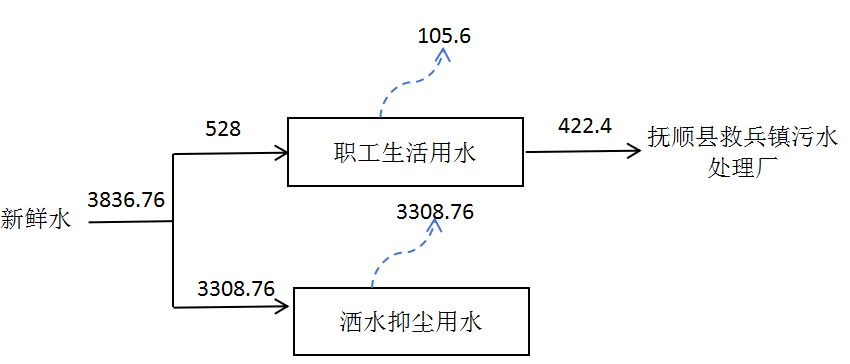 105.6
528
职工生活用水
422.4
抚顺县救兵镇污水
处理厂
3836.76
新鲜水
3308.76
3308.76
洒水抑尘用水